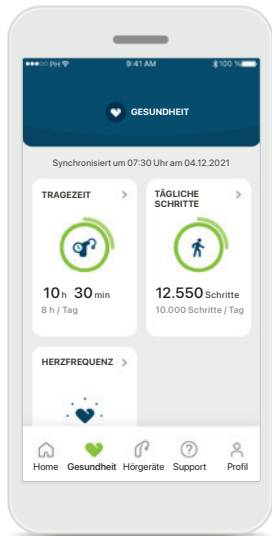 PH 9:41 AM 100 %
GESUNDHEIT
Synchronisiert um 07:30 Uhr am 04.12.2021
TRAGEZEIT >
10 h 30 min
8 h / Tag
TÄGLICHE >
SCHRITTE
12.550 Schritte
10.000 Schritte / Tag
HERZFREQUENZ >
Home Gesundheit Hörgeräte Support Profil